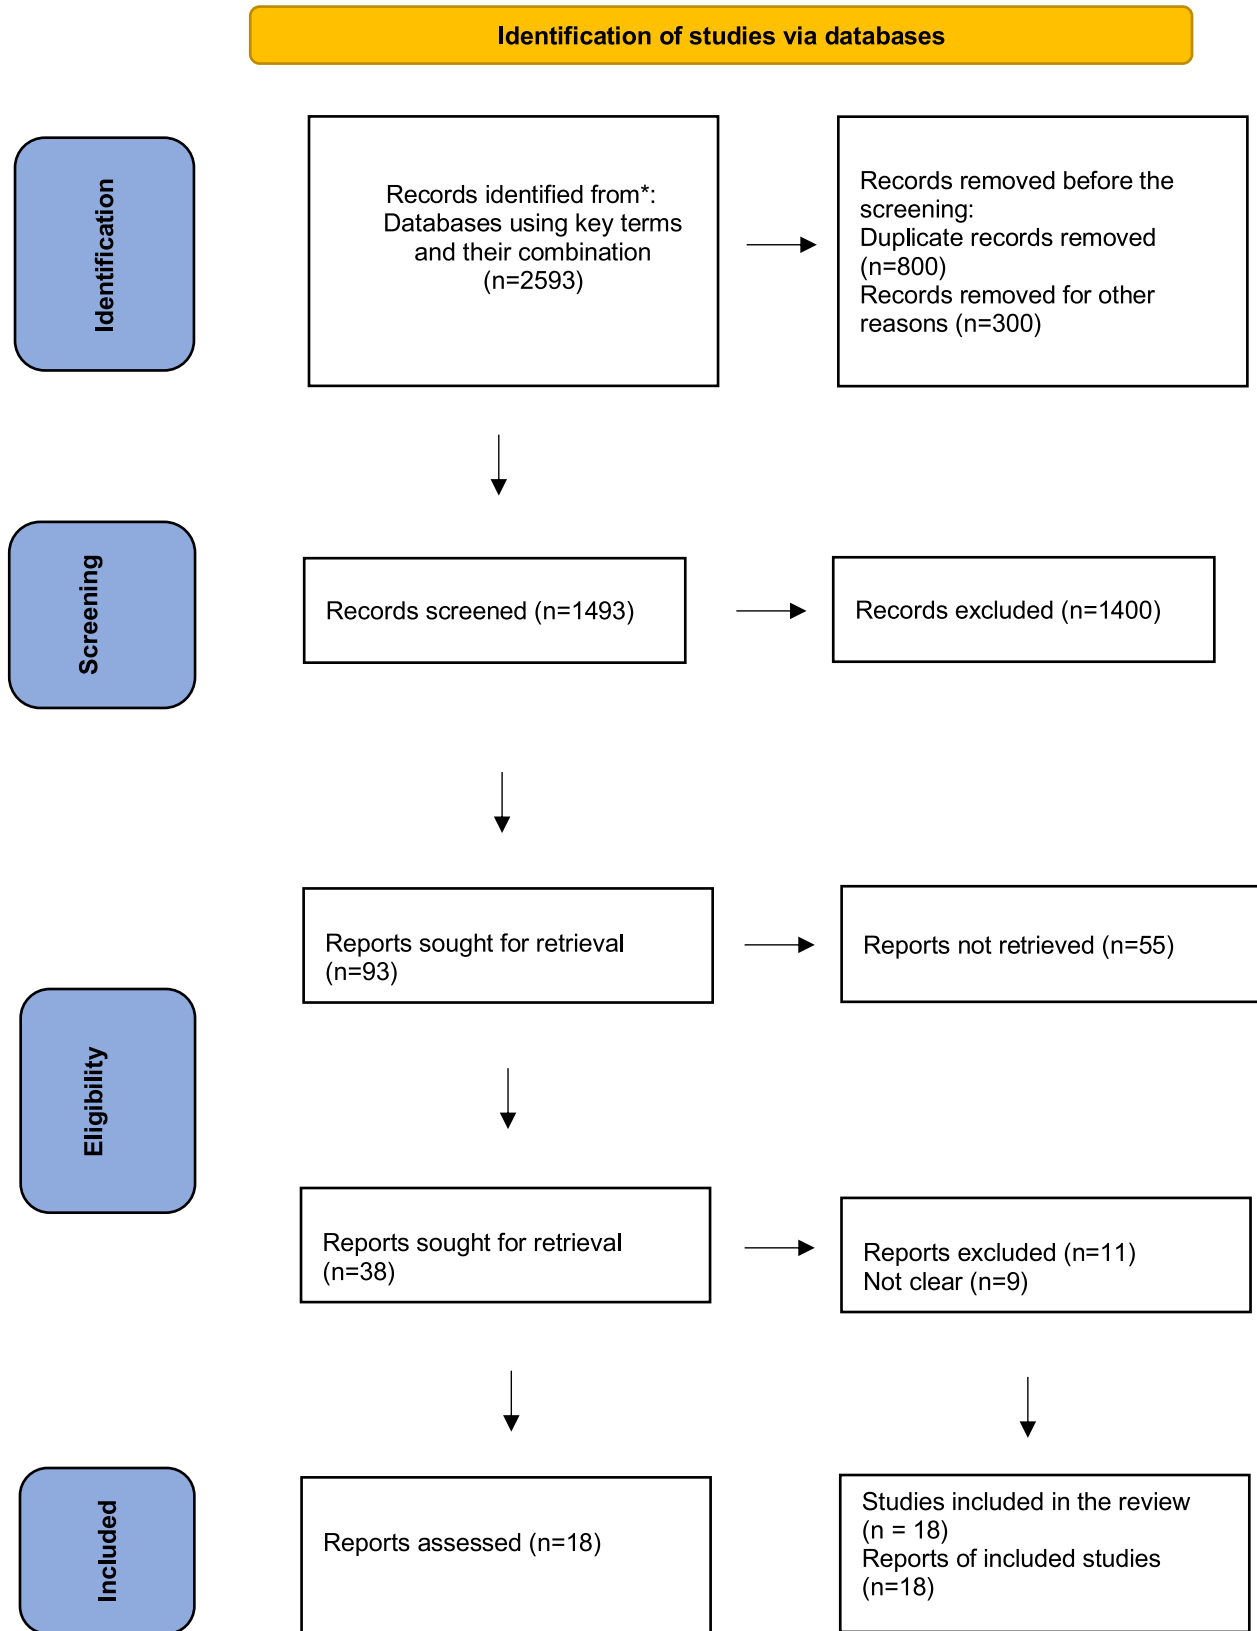 Identification of studies via databases
Identification
Records identified from*:
Databases using key terms
and their combination
(n=2593)
Records removed before the
screening:
Duplicate records removed
(n=800)
Records removed for other
reasons (n=300)
Screening
Records screened (n=1493)
Records excluded (n=1400)
Eligibility
Reports sought for retrieval
(n=93)
Reports not retrieved (n=55)
Reports sought for retrieval
(n=38)
Reports excluded (n=11)
Not clear (n=9)
Included
Reports assessed (n=18)
Studies included in the review
(n = 18)
Reports of included studies
(n=18)